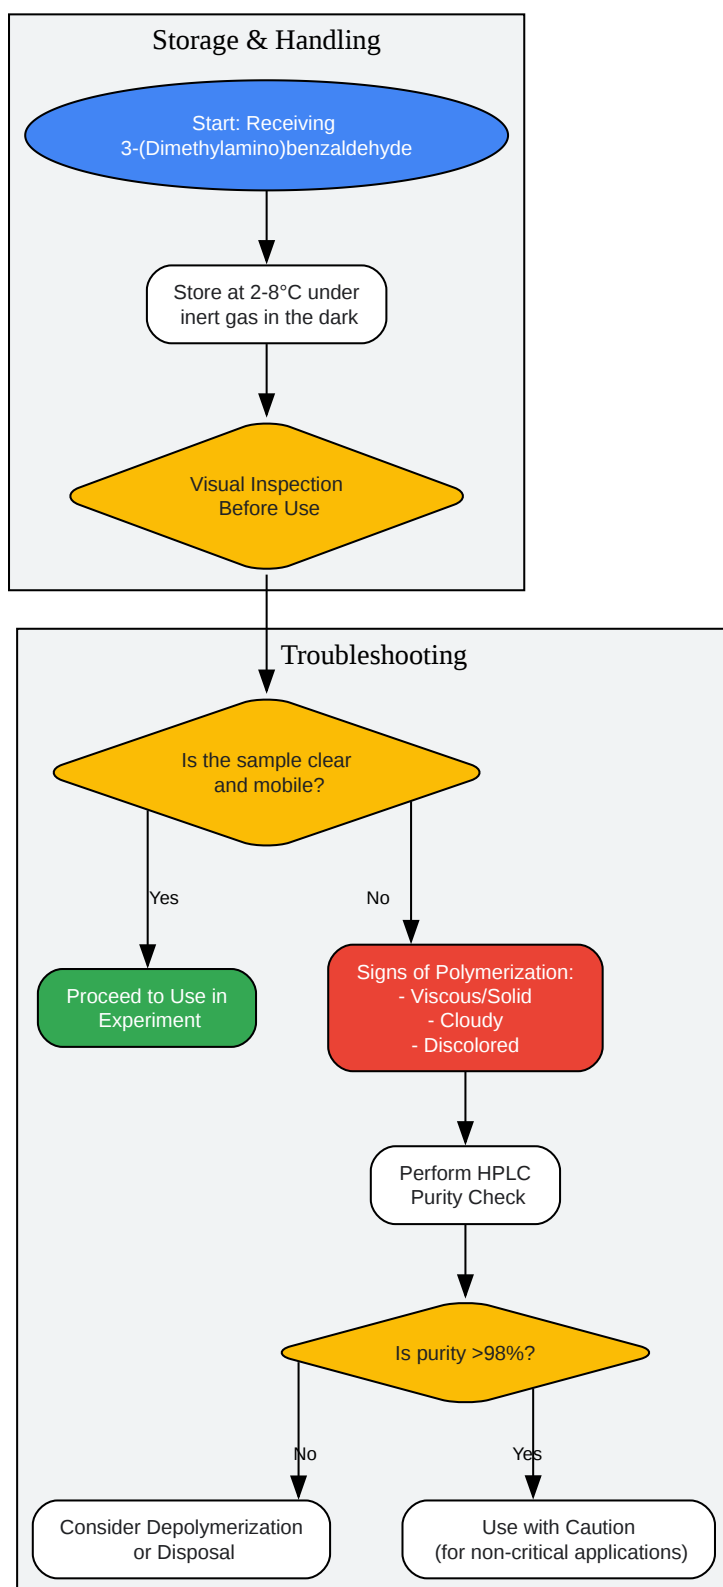 Storage & Handling
Start: Receiving
3-(Dimethylamino)benzaldehyde
Store at 2-8°C under
inert gas in the dark
Visual Inspection
Before Use
Troubleshooting
Is the sample clear
and mobile?
Yes
No
Proceed to Use in
Experiment
Signs of Polymerization:
- Viscous/Solid
- Cloudy
- Discolored
Perform HPLC
Purity Check
Is purity >98%?
No
Yes
Consider Depolymerization
or Disposal
Use with Caution
(for non-critical applications)